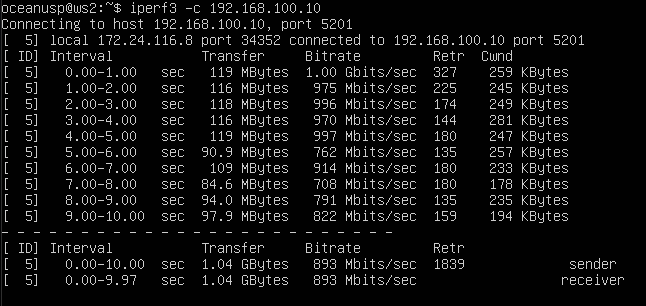 oceanusp@ws2:~$ iperf3 -c 192.168.100.10
Connecting to host 192.168.100.10, port 5201
[  5] local 172.24.116.8 port 34352 connected to 192.168.100.10 port 5201
[ ID] Interval           Transfer     Bitrate         Retr  Cwnd
[  5]   0.00-1.00   sec   119 MBytes  1.00 Gbits/sec  327    259 KBytes
[  5]   1.00-2.00   sec   116 MBytes   975 Mbits/sec  225    245 KBytes
[  5]   2.00-3.00   sec   118 MBytes   996 Mbits/sec  174    249 KBytes
[  5]   3.00-4.00   sec   116 MBytes   970 Mbits/sec  144    281 KBytes
[  5]   4.00-5.00   sec   119 MBytes   997 Mbits/sec  180    247 KBytes
[  5]   5.00-6.00   sec  90.9 MBytes   762 Mbits/sec  135    257 KBytes
[  5]   6.00-7.00   sec   109 MBytes   914 Mbits/sec  180    233 KBytes
[  5]   7.00-8.00   sec  84.6 MBytes   708 Mbits/sec  180    178 KBytes
[  5]   8.00-9.00   sec  94.0 MBytes   791 Mbits/sec  135    235 KBytes
[  5]   9.00-10.00  sec  97.9 MBytes   822 Mbits/sec  159    194 KBytes
- - - - - - - - - - - - - - - - - - - - - - - - -
[ ID] Interval           Transfer     Bitrate         Retr
[  5]   0.00-10.00  sec  1.04 GBytes   893 Mbits/sec  1839             sender
[  5]   0.00-9.97   sec  1.04 GBytes   893 Mbits/sec                  receiver